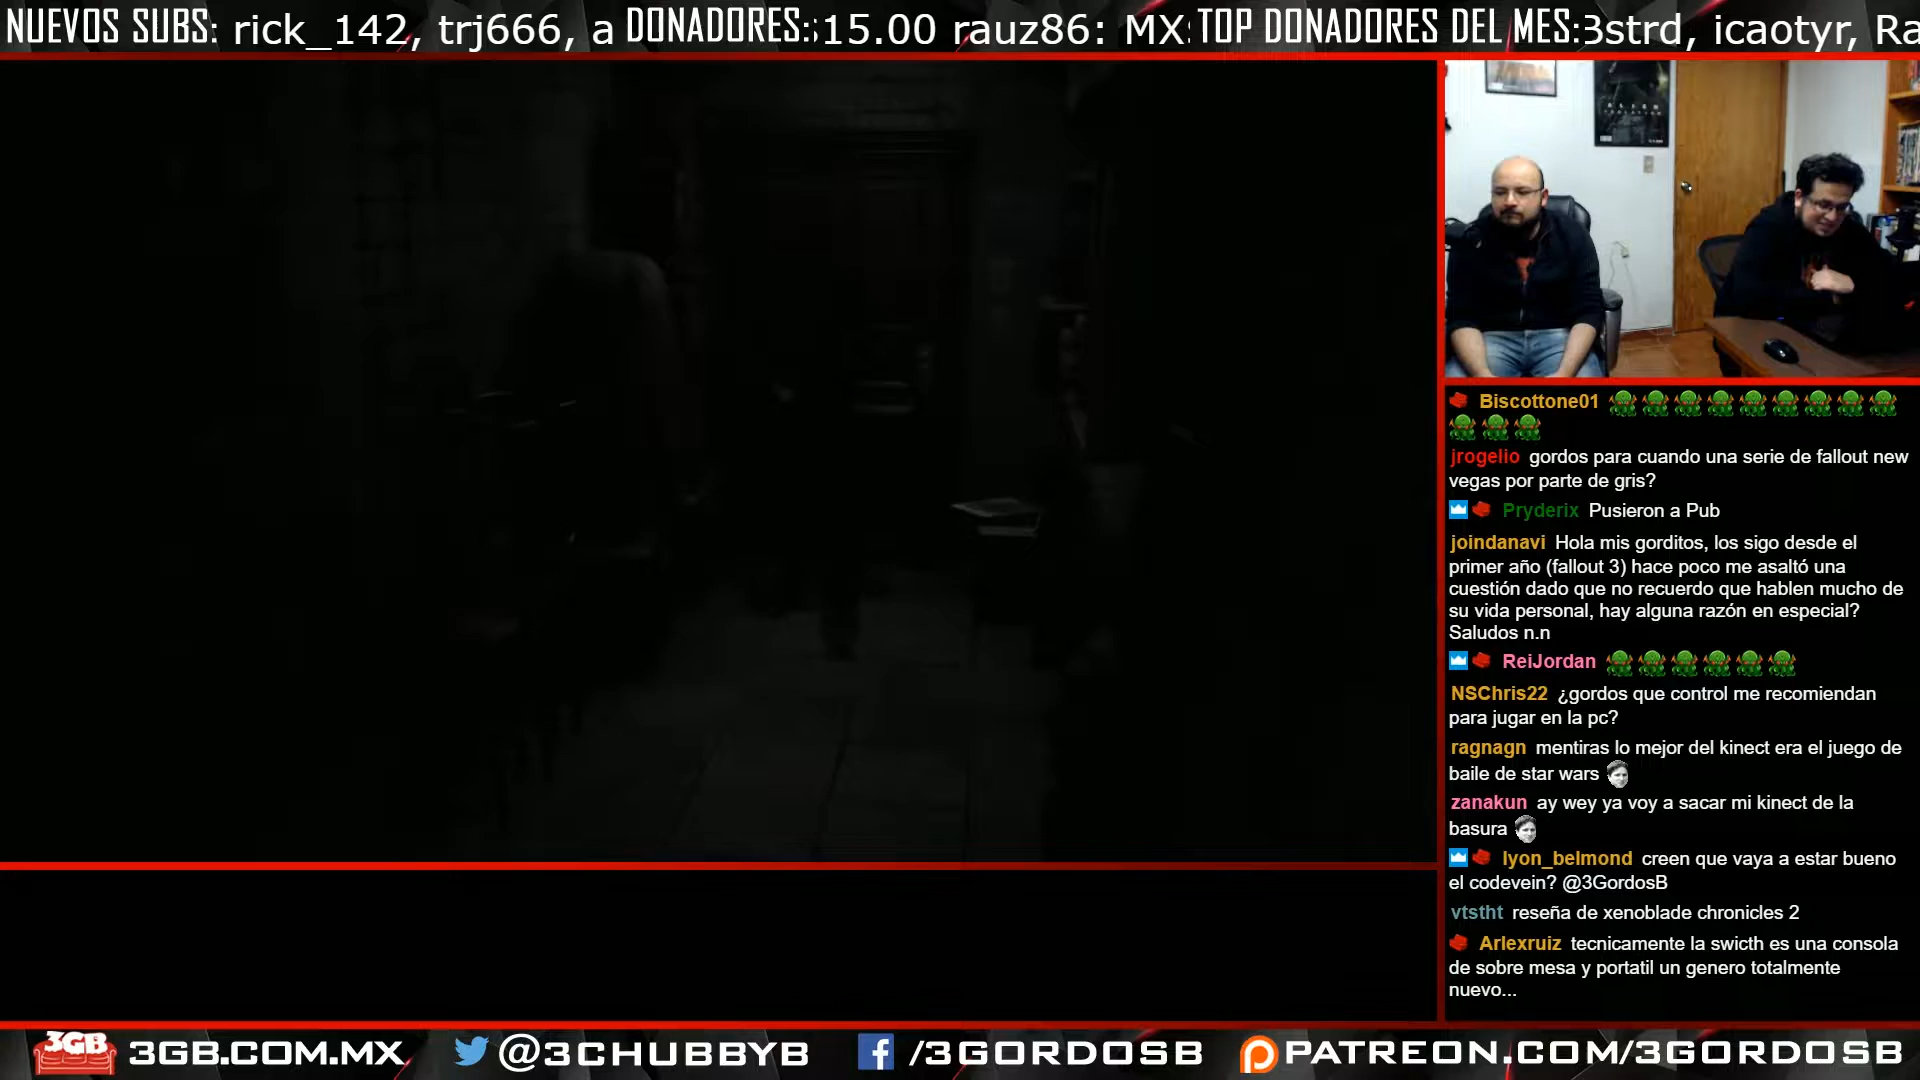 NUEVOS SUBS: rick_142, trj666, a DONADORES: 15.00 rauz86: MX TOP DONADORES DEL MES: 3strd, icaotyr, Ra
ALIEN
Biscottone01
jrogelio gordos para cuando una serie de fallout new
vegas por parte de gris?
Pryderix Pusieron a Pub
joindanavi Hola mis gorditos, los sigo desde el
primer año (fallout 3) hace poco me asaltó una
cuestión dado que no recuerdo que hablen mucho de
su vida personal, hay alguna razón en especial?
Saludos n.n
ReiJordan
NSChris22 ¿gordos que control me recomiendan
para jugar en la pc?
ragnagn mentiras lo mejor del kinect era el juego de
baile de star wars
zanakun ay wey ya voy a sacar mi kinect de la
basura
lyon_belmond creen que vaya a estar bueno
el codevein? @3GordosB
vtstht reseña de xenoblade chronicles 2
Arlexruiz tecnicamente la swicth es una consola
de sobre mesa y portatil un genero totalmente
nuevo...
3GB 3GB.COM.MX @3CHUBBYB /3GORDOSB PATREON.COM/3GORDOSB